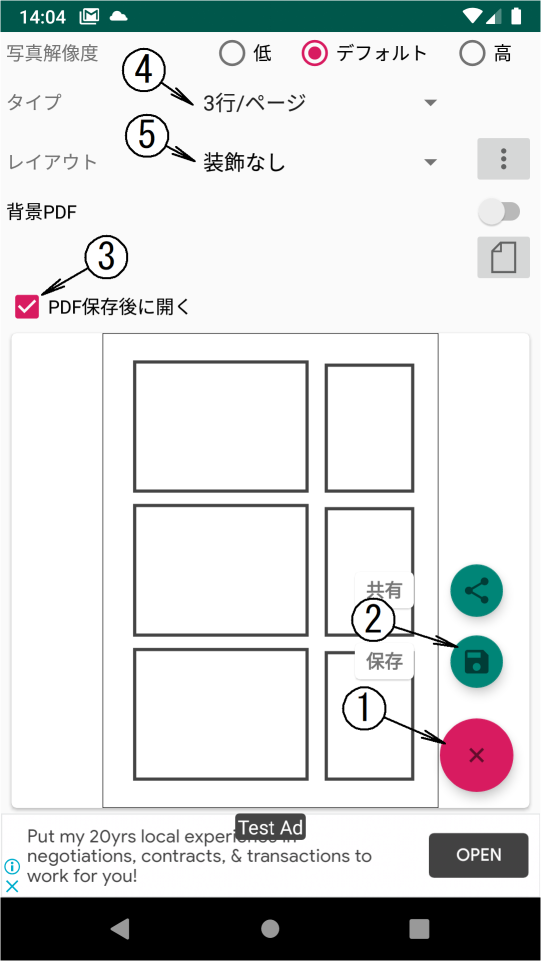 14:04
写真解像度 低 デフォルト 高
④
タイプ 3行/ページ
⑤
レイアウト 装飾なし
背景PDF
③
PDF保存後に開く
共有
②
保存
①
Test Ad
Put my 20yrs local experience in
negotiations, contracts, & transactions to
work for you!
OPEN